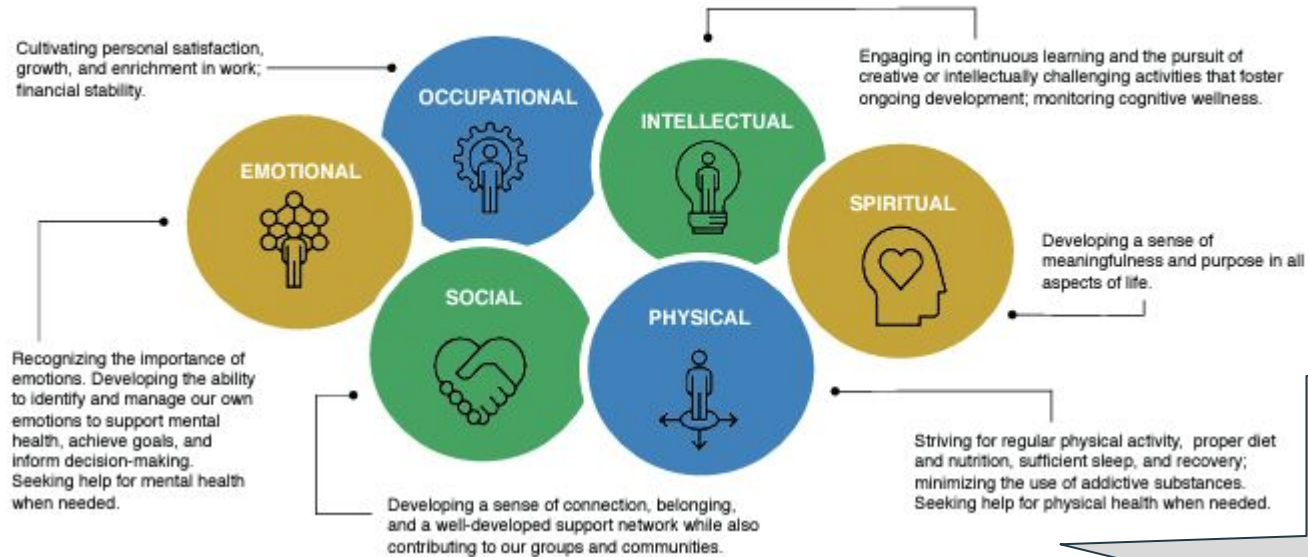 Cultivating personal satisfaction,
growth, and enrichment in work;
financial stability.
OCCUPATIONAL
INTELLECTUAL
Engaging in continuous learning and the pursuit of
creative or intellectually challenging activities that foster
ongoing development; monitoring cognitive wellness.
EMOTIONAL
SPIRITUAL
Developing a sense of
meaningfulness and purpose in all
aspects of life.
SOCIAL
PHYSICAL
Recognizing the importance of
emotions. Developing the ability
to identify and manage our own
emotions to support mental
health, achieve goals, and
inform decision-making.
Seeking help for mental health
when needed.
Developing a sense of connection, belonging,
and a well-developed support network while also
contributing to our groups and communities.
Striving for regular physical activity, proper diet
and nutrition, sufficient sleep, and recovery;
minimizing the use of addictive substances.
Seeking help for physical health when needed.